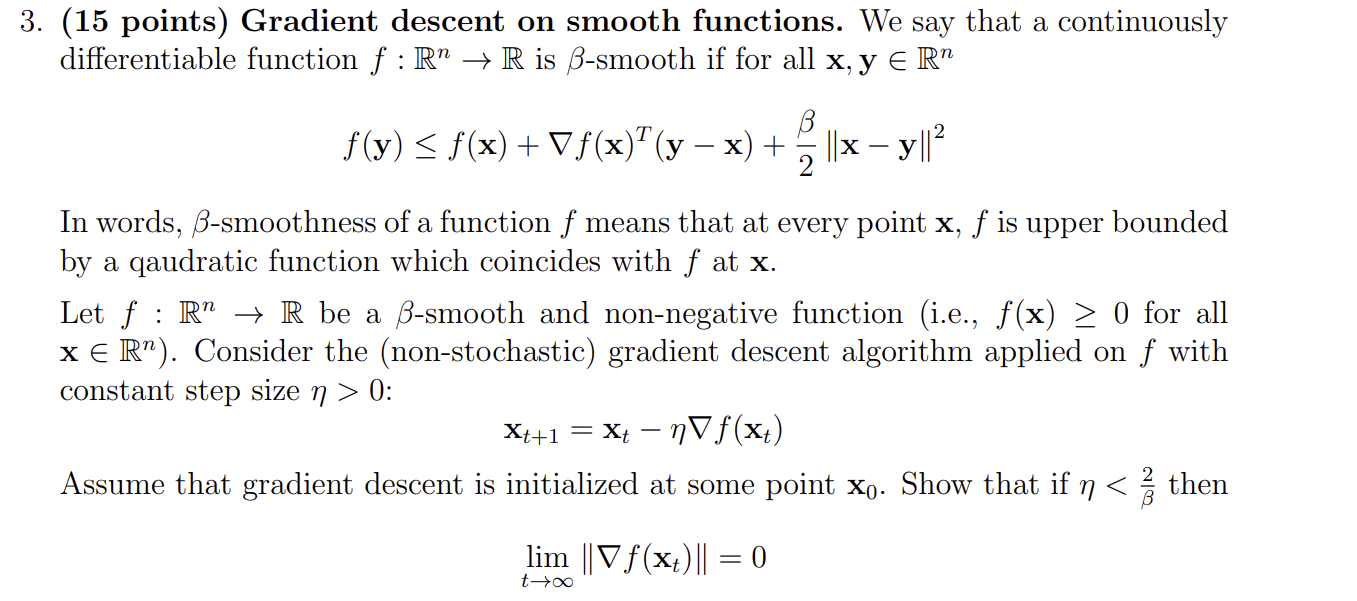 3. (15 points) Gradient descent on smooth functions. We say that a continuously
differentiable function f : ℝⁿ → ℝ is β-smooth if for all x, y ∈ ℝⁿ
f(y) ≤ f(x) + ∇f(x)ᵀ(y − x) + β/2 ‖x − y‖²
In words, β-smoothness of a function f means that at every point x, f is upper bounded
by a qaudratic function which coincides with f at x.
Let f : ℝⁿ → ℝ be a β-smooth and non-negative function (i.e., f(x) ≥ 0 for all
x ∈ ℝⁿ). Consider the (non-stochastic) gradient descent algorithm applied on f with
constant step size η > 0:
xₜ₊₁ = xₜ − η∇f(xₜ)
Assume that gradient descent is initialized at some point x₀. Show that if η < 2/β then
lim t→∞ ‖∇f(xₜ)‖ = 0